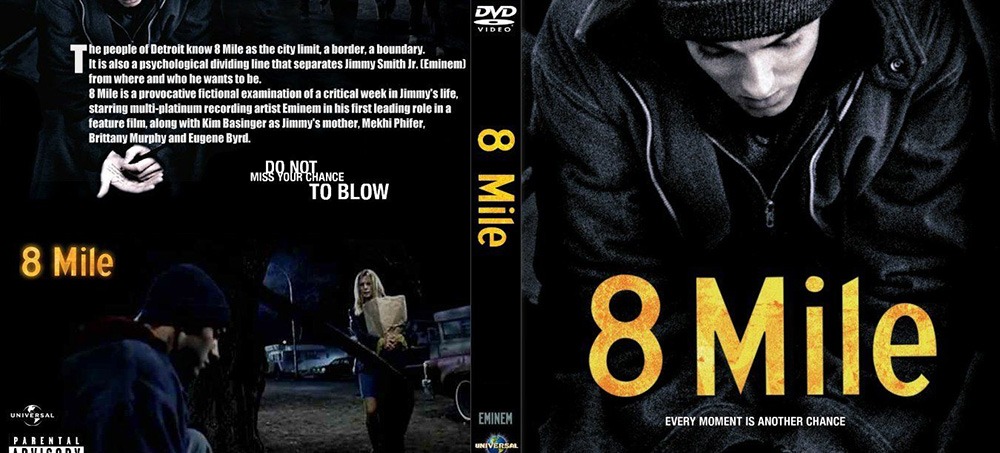 The people of Detroit know 8 Mile as the city limit, a border, a boundary.
It is also a psychological dividing line that separates Jimmy Smith Jr. (Eminem)
from where and who he wants to be.
8 Mile is a provocative fictional examination of a critical week in Jimmy's life,
starring multi-platinum recording artist Eminem in his first leading role in a
feature film, along with Kim Basinger as Jimmy's mother, Mekhi Phifer,
Brittany Murphy and Eugene Byrd.
DO NOT
MISS YOUR CHANCE
TO BLOW
8 Mile
UNIVERSAL
PARENTAL
ADVISORY
DVD
VIDEO
8 Mile
EMINEM
UNIVERSAL
8 Mile
EVERY MOMENT IS ANOTHER CHANCE